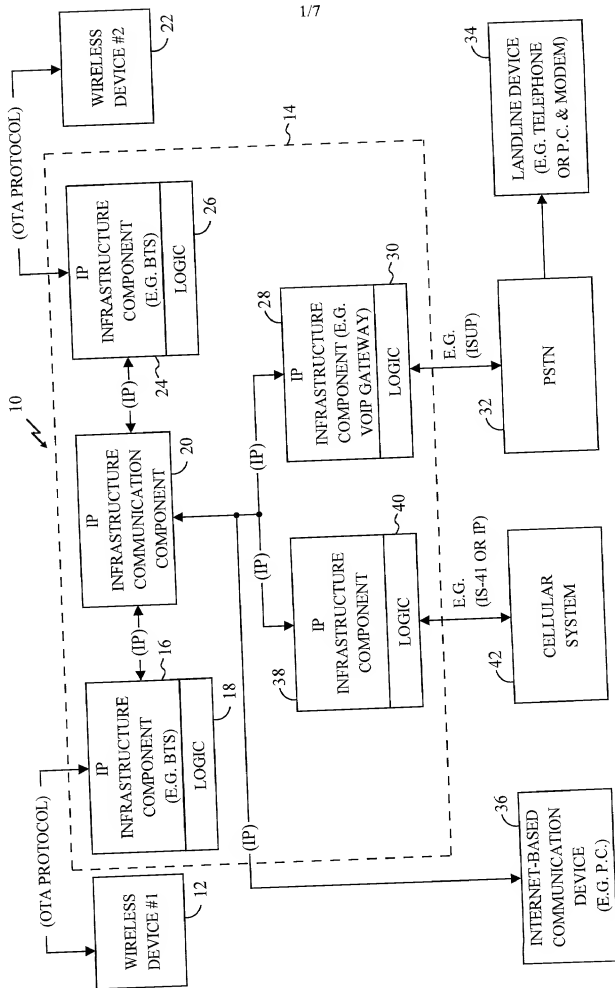 1/7
10
(OTA PROTOCOL)
(OTA PROTOCOL)
WIRELESS
DEVICE #1
12
IP
INFRASTRUCTURE
COMPONENT
(E.G. BTS)
16
LOGIC
18
(IP)
IP
INFRASTRUCTURE
COMMUNICATION
COMPONENT
20
(IP)
IP
INFRASTRUCTURE
COMPONENT
(E.G. BTS)
24
LOGIC
26
WIRELESS
DEVICE #2
22
14
(IP)
(IP)
(IP)
38
IP
INFRASTRUCTURE
COMPONENT
LOGIC
40
28
IP
INFRASTRUCTURE
COMPONENT (E.G.
VOIP GATEWAY)
LOGIC
30
E.G.
(IS-41 OR IP)
E.G.
(ISUP)
36
INTERNET-BASED
COMMUNICATION
DEVICE
(E.G. P.C.)
42
CELLULAR
SYSTEM
32
PSTN
34
LANDLINE DEVICE
(E.G. TELEPHONE
OR P.C. & MODEM)